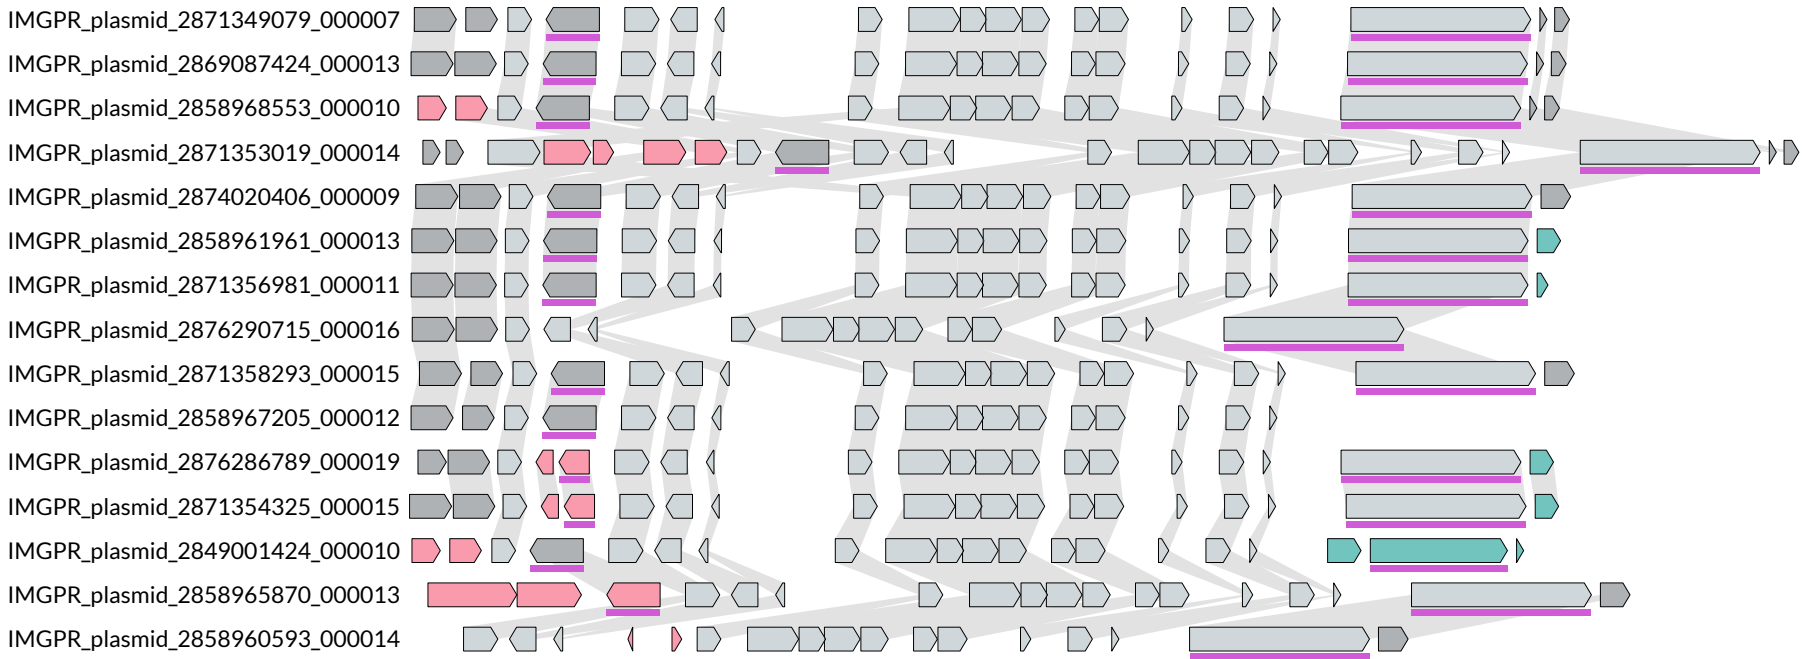 IMGPR_plasmid_2871349079_000007
IMGPR_plasmid_2869087424_000013
IMGPR_plasmid_2858968553_000010
IMGPR_plasmid_2871353019_000014
IMGPR_plasmid_2874020406_000009
IMGPR_plasmid_2858961961_000013
IMGPR_plasmid_2871356981_000011
IMGPR_plasmid_2876290715_000016
IMGPR_plasmid_2871358293_000015
IMGPR_plasmid_2858967205_000012
IMGPR_plasmid_2876286789_000019
IMGPR_plasmid_2871354325_000015
IMGPR_plasmid_2849001424_000010
IMGPR_plasmid_2858965870_000013
IMGPR_plasmid_2858960593_000014